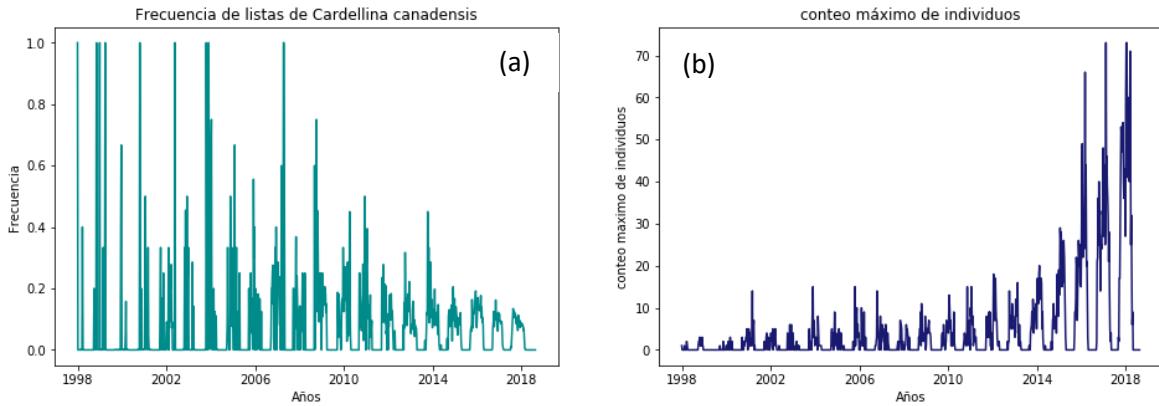 Frecuencia de listas de Cardellina canadensis
(a)
Frecuencia
1.0
0.8
0.6
0.4
0.2
0.0
1998 2002 2006 2010 2014 2018
Años
conteo máximo de individuos
(b)
conteo maximo de individuos
70
60
50
40
30
20
10
0
1998 2002 2006 2010 2014 2018
Años